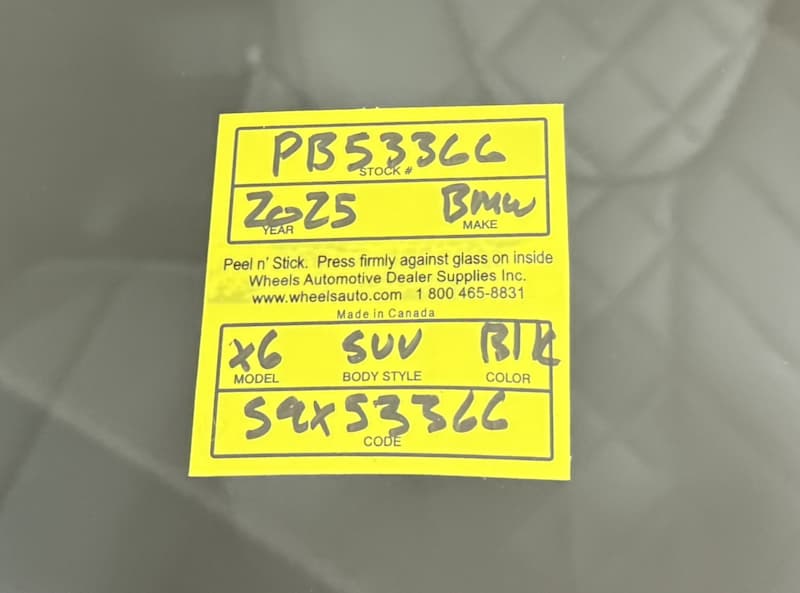 PB53366
STOCK #
2025 BMW
YEAR MAKE
Peel n' Stick. Press firmly against glass on inside
Wheels Automotive Dealer Supplies Inc.
www.wheelsauto.com 1 800 465-8831
Made in Canada
X6 SUV Blk
MODEL BODY STYLE COLOR
S9X53366
CODE